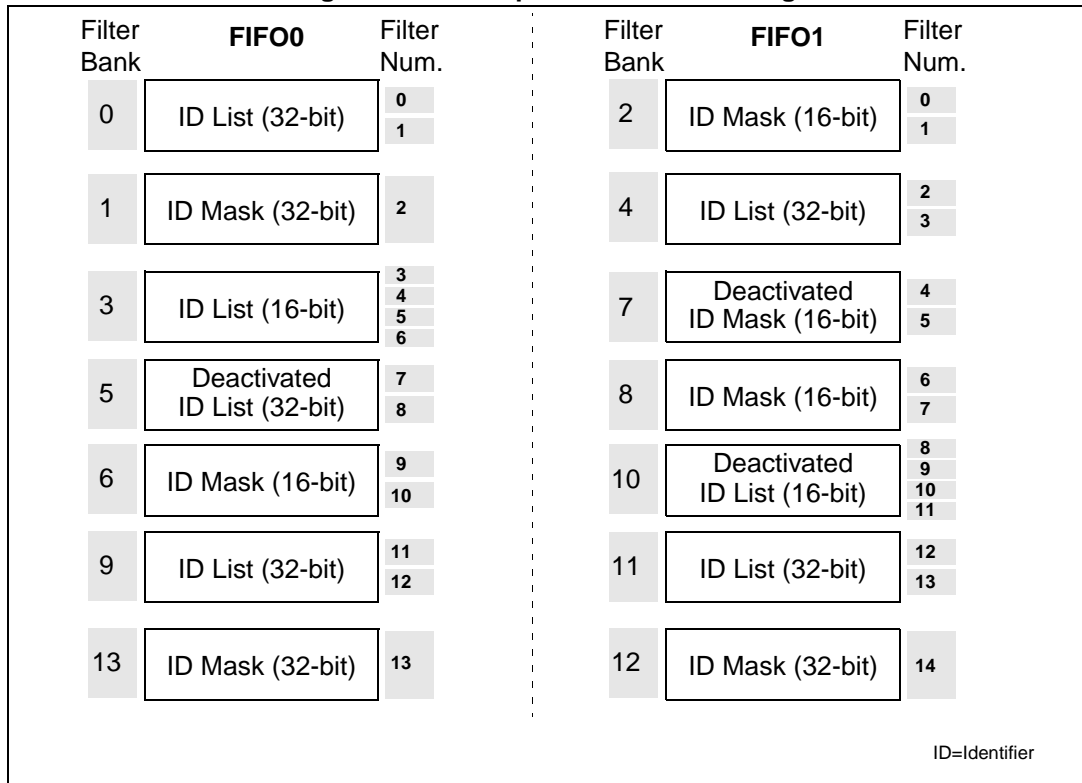 Filter Bank FIFO0 Filter Num.
0 ID List (32-bit) 0 1
1 ID Mask (32-bit) 2
3 ID List (16-bit) 3 4 5 6
5 Deactivated ID List (32-bit) 7 8
6 ID Mask (16-bit) 9 10
9 ID List (32-bit) 11 12
13 ID Mask (32-bit) 13
Filter Bank FIFO1 Filter Num.
2 ID Mask (16-bit) 0 1
4 ID List (32-bit) 2 3
7 Deactivated ID Mask (16-bit) 4 5
8 ID Mask (16-bit) 6 7
10 Deactivated ID List (16-bit) 8 9 10 11
11 ID List (32-bit) 12 13
12 ID Mask (32-bit) 14
ID=Identifier